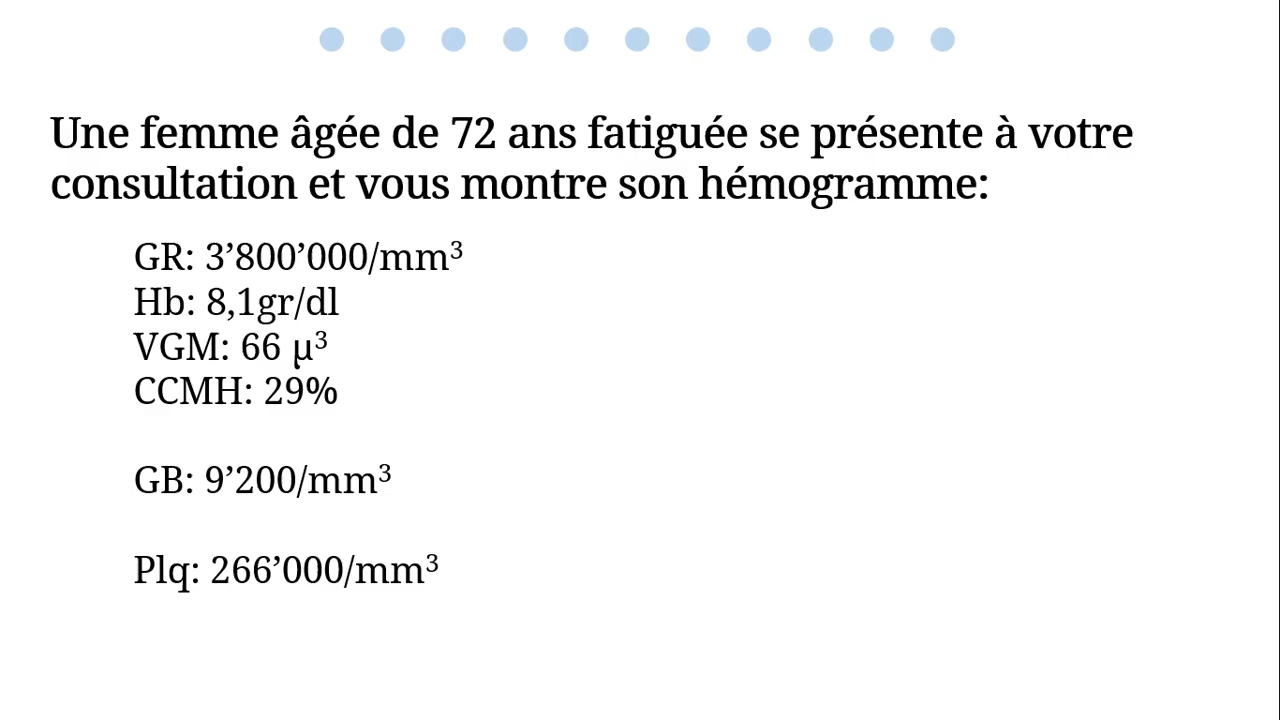 Une femme âgée de 72 ans fatiguée se présente à votre
consultation et vous montre son hémogramme:
GR: 3’800’000/mm³
Hb: 8,1gr/dl
VGM: 66 µ³
CCMH: 29%
GB: 9’200/mm³
Plq: 266’000/mm³